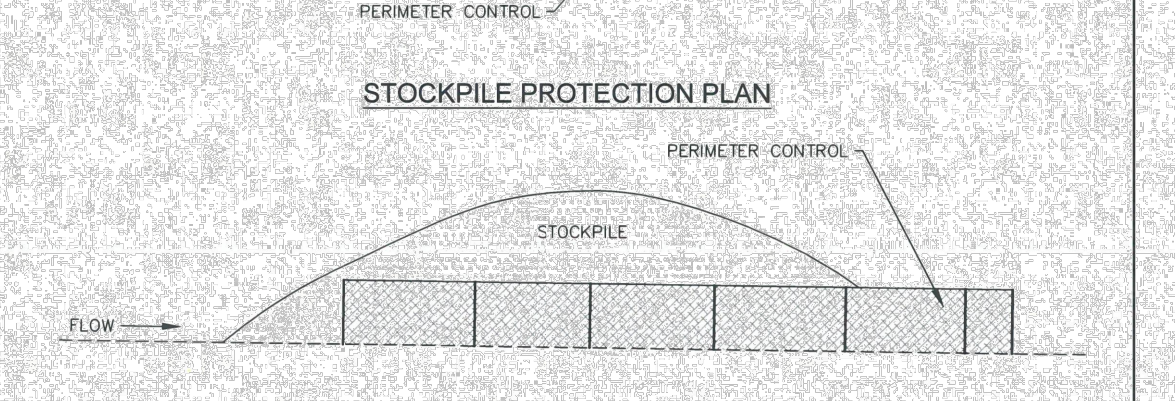 PERIMETER CONTROL
STOCKPILE PROTECTION PLAN
PERIMETER CONTROL
STOCKPILE
FLOW